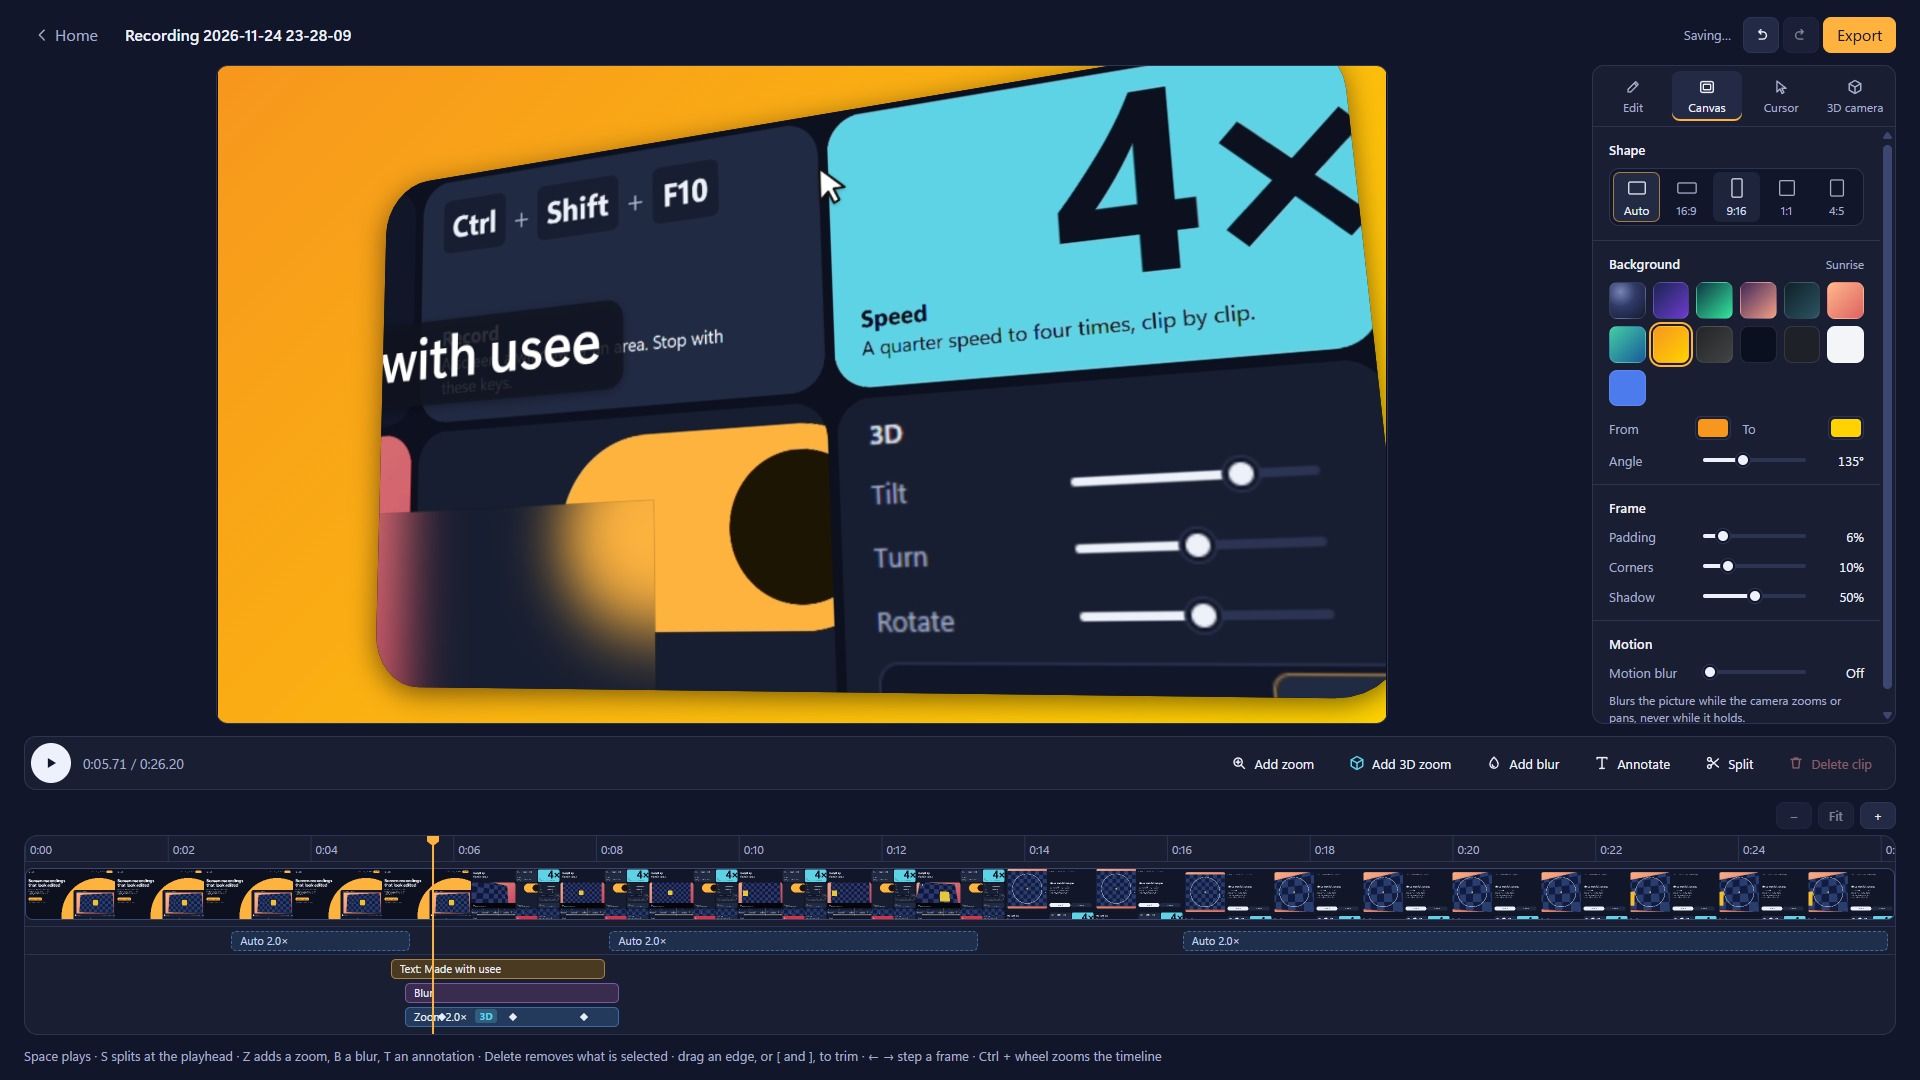 Home
Recording 2026-11-24 23-28-09
Saving...
Export
Ctrl + Shift + F10
4×
Speed
A quarter speed to four times, clip by clip.
Record
area. Stop with
these keys.
with usee
3D
Tilt
Turn
Rotate
Edit
Canvas
Cursor
3D camera
Shape
Auto
16:9
9:16
1:1
4:5
Background
Sunrise
From
To
Angle
135°
Frame
Padding
6%
Corners
10%
Shadow
50%
Motion
Motion blur
Off
Blurs the picture while the camera zooms or
pans, never while it holds.
0:05.71 / 0:26.20
Add zoom
Add 3D zoom
Add blur
Annotate
Split
Delete clip
–
Fit
+
0:00
0:02
0:04
0:06
0:08
0:10
0:12
0:14
0:16
0:18
0:20
0:22
0:24
0:
Auto 2.0×
Auto 2.0×
Auto 2.0×
Text: Made with usee
Blur
Zoom 2.0×
3D
Space plays · S splits at the playhead · Z adds a zoom, B a blur, T an annotation · Delete removes what is selected · drag an edge, or [ and ], to trim · ← → step a frame · Ctrl + wheel zooms the timeline